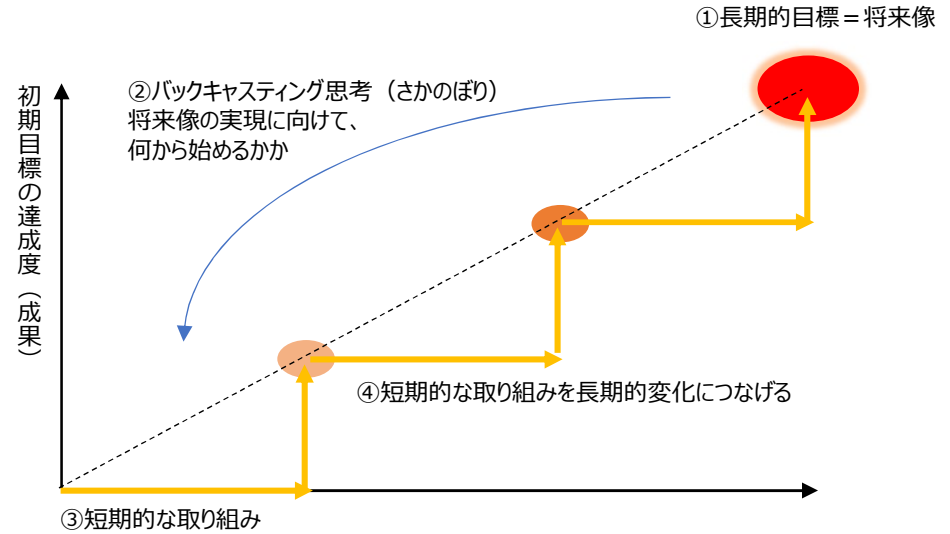 ①長期的目標＝将来像
②バックキャスティング思考（さかのぼり）
将来像の実現に向けて、
何から始めるかか
初期目標の達成度（成果）
④短期的な取り組みを長期的変化につなげる
③短期的な取り組み